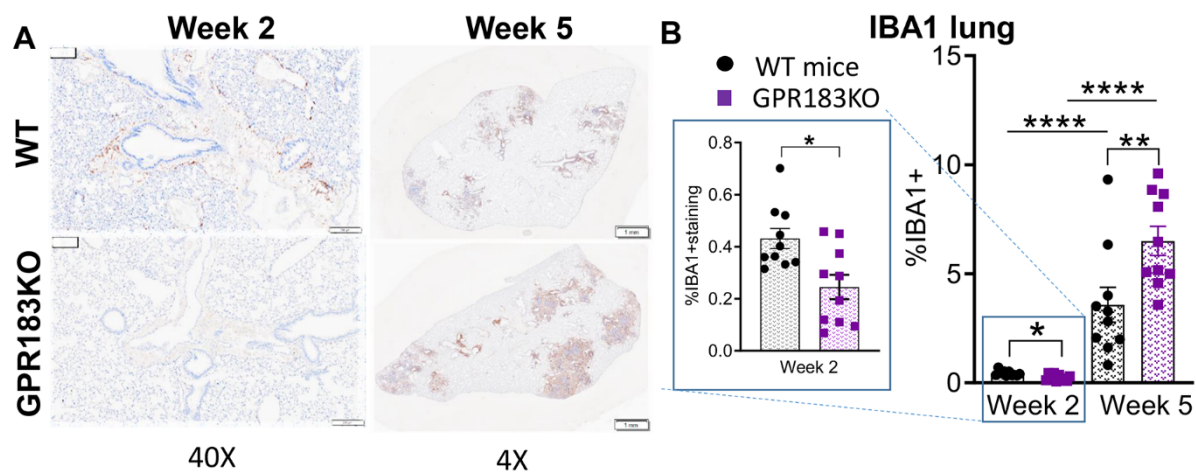 A
Week 2
Week 5
WT
GPR183KO
1 mm
1 mm
40X
4X
B
IBA1 lung
WT mice
GPR183KO
%IBA1+staining
0.8
0.6
0.4
0.2
0.0
*
Week 2
%IBA1+
15
10
5
0
****
****
**
*
Week 2
Week 5